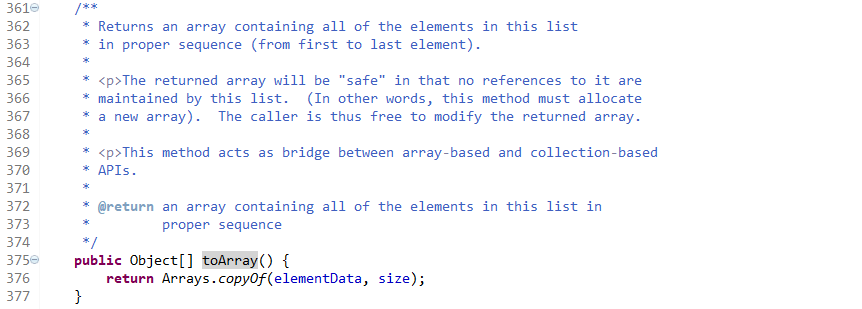 361 /**
362 * Returns an array containing all of the elements in this list
363 * in proper sequence (from first to last element).
364 *
365 * <p>The returned array will be "safe" in that no references to it are
366 * maintained by this list.  (In other words, this method must allocate
367 * a new array).  The caller is thus free to modify the returned array.
368 *
369 * <p>This method acts as bridge between array-based and collection-based
370 * APIs.
371 *
372 * @return an array containing all of the elements in this list in
373 *         proper sequence
374 */
375 public Object[] toArray() {
376 return Arrays.copyOf(elementData, size);
377 }